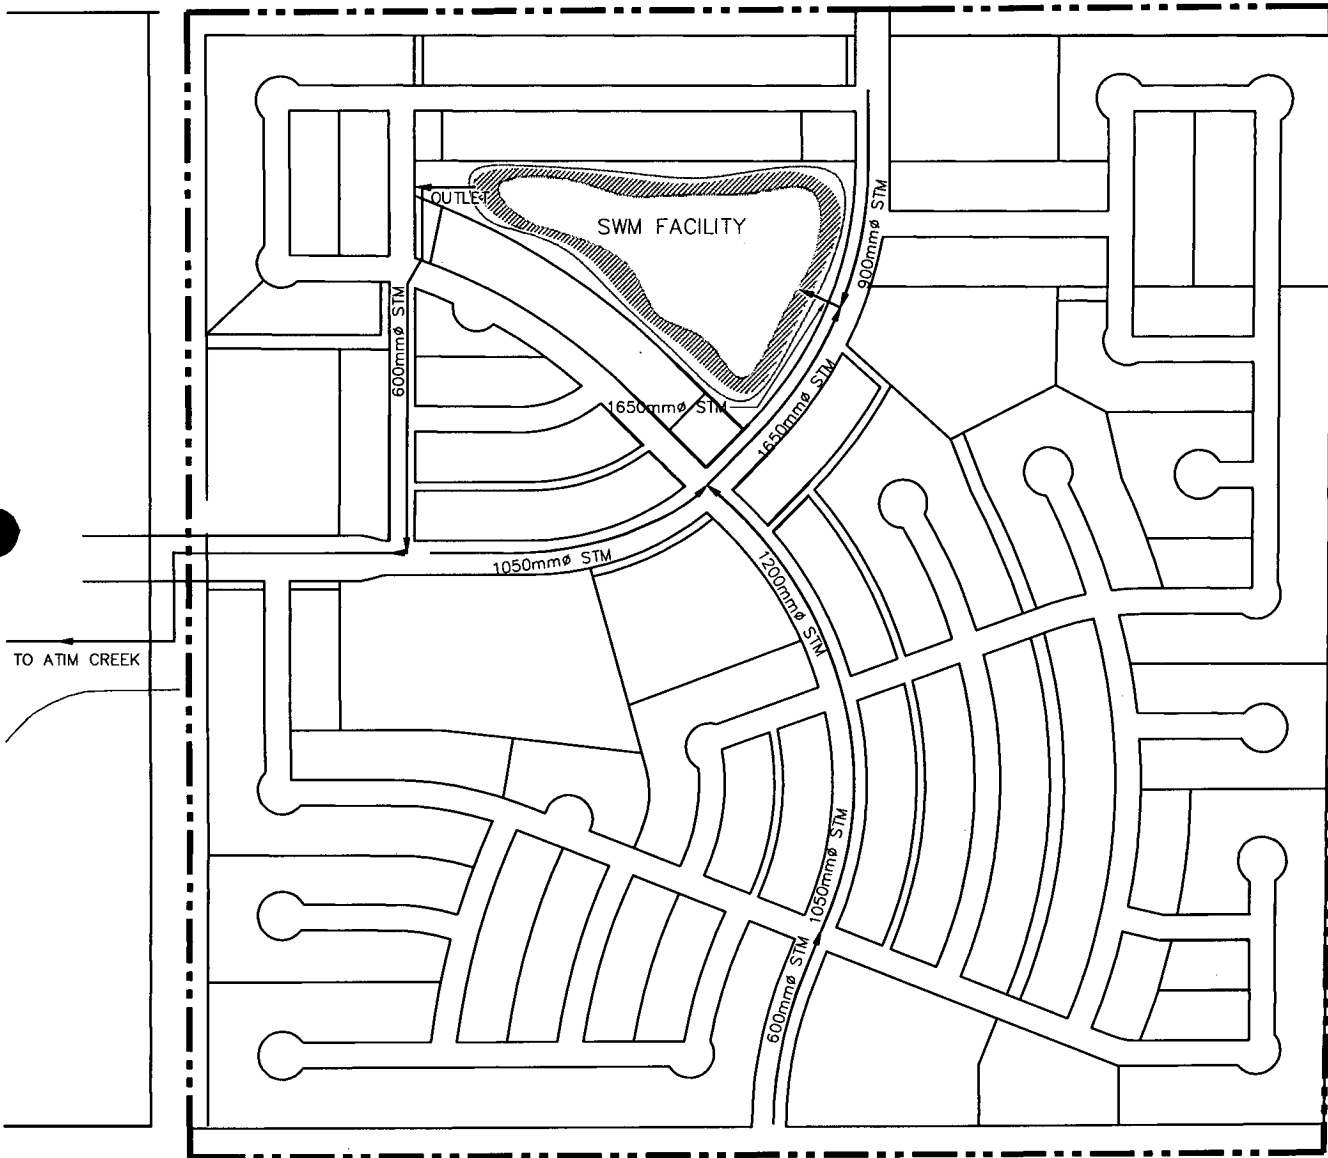 OUTLET
SWM FACILITY
900mmø STM
600mmø STM
1650mmø STM
1650mmø STM
1050mmø STM
1200mmø STM
TO ATIM CREEK
1050mmø STM
600mmø STM